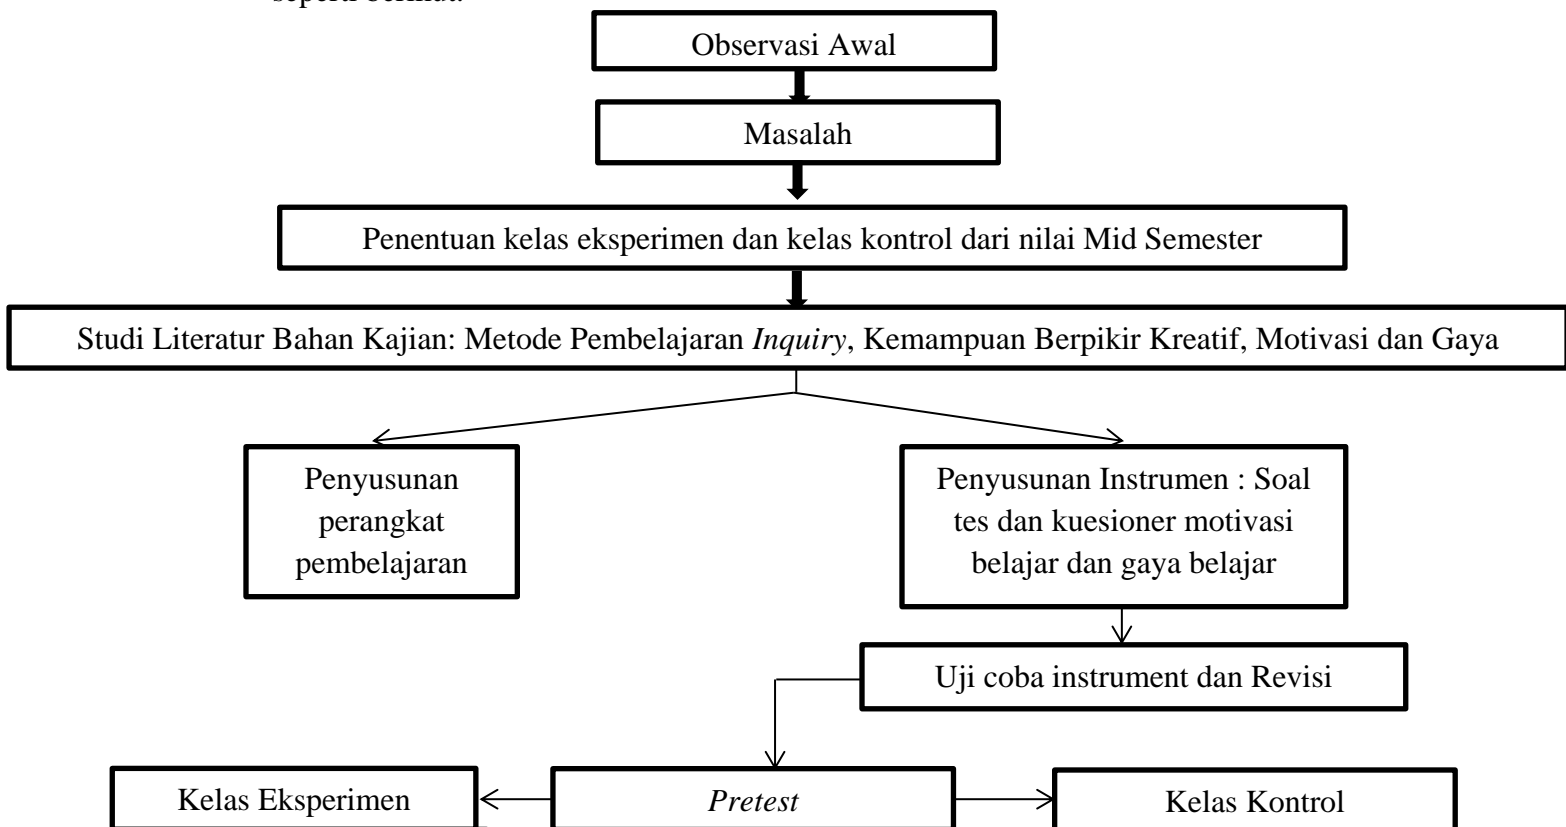 seperti berikut:
Observasi Awal
Masalah
Penentuan kelas eksperimen dan kelas kontrol dari nilai Mid Semester
Studi Literatur Bahan Kajian: Metode Pembelajaran Inquiry, Kemampuan Berpikir Kreatif, Motivasi dan Gaya
Penyusunan
perangkat
pembelajaran
Penyusunan Instrumen : Soal
tes dan kuesioner motivasi
belajar dan gaya belajar
Uji coba instrument dan Revisi
Kelas Eksperimen
Pretest
Kelas Kontrol